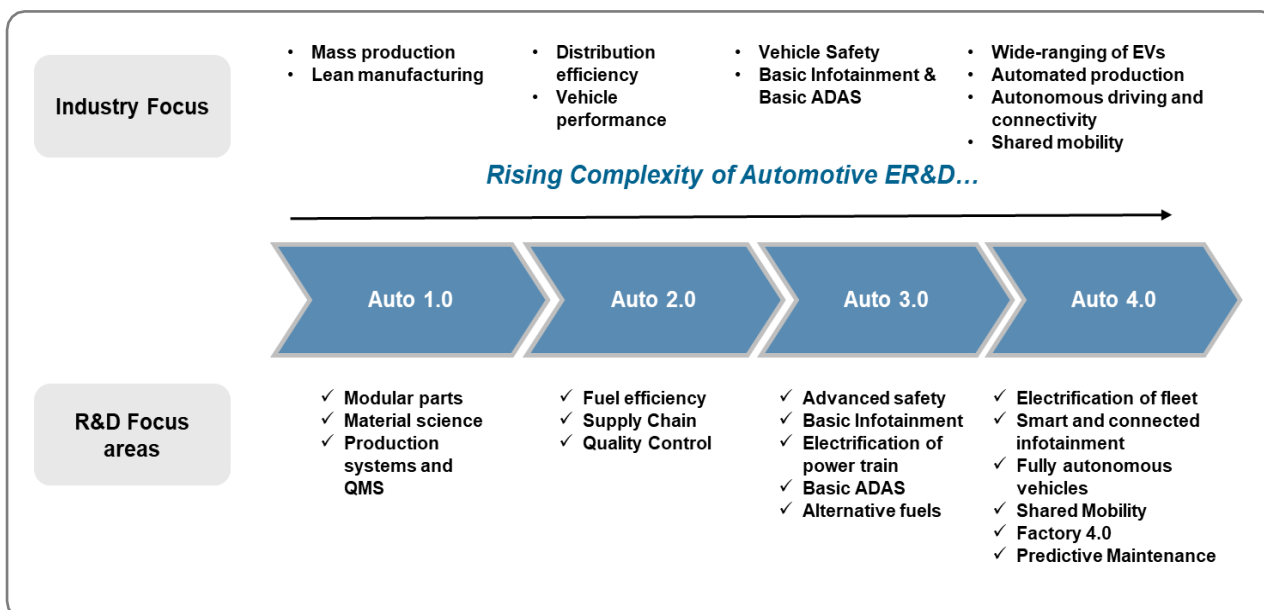 Industry Focus
• Mass production
• Lean manufacturing
• Distribution
efficiency
• Vehicle
performance
• Vehicle Safety
• Basic Infotainment &
Basic ADAS
• Wide-ranging of EVs
• Automated production
• Autonomous driving and
connectivity
• Shared mobility
Rising Complexity of Automotive ER&D…
Auto 1.0
Auto 2.0
Auto 3.0
Auto 4.0
R&D Focus
areas
✓ Modular parts
✓ Material science
✓ Production
systems and
QMS
✓ Fuel efficiency
✓ Supply Chain
✓ Quality Control
✓ Advanced safety
✓ Basic Infotainment
✓ Electrification of
power train
✓ Basic ADAS
✓ Alternative fuels
✓ Electrification of fleet
✓ Smart and connected
infotainment
✓ Fully autonomous
vehicles
✓ Shared Mobility
✓ Factory 4.0
✓ Predictive Maintenance